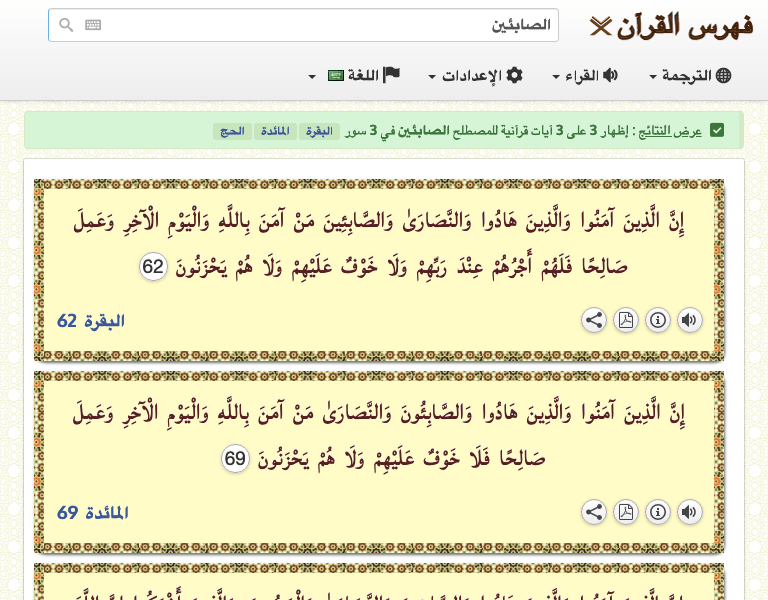 فهرس القرآن
الصابئين
الترجمة القراء الإعدادات اللغة
عرض النتائج : إظهار 3 على 3 آيات قرآنية للمصطلح الصابئين في 3 سور البقرة المائدة الحج
إِنَّ الَّذِينَ آمَنُوا وَالَّذِينَ هَادُوا وَالنَّصَارَىٰ وَالصَّابِئِينَ مَنْ آمَنَ بِاللَّهِ وَالْيَوْمِ الْآخِرِ وَعَمِلَ
صَالِحًا فَلَهُمْ أَجْرُهُمْ عِنْدَ رَبِّهِمْ وَلَا خَوْفٌ عَلَيْهِمْ وَلَا هُمْ يَحْزَنُونَ 62
البقرة 62
إِنَّ الَّذِينَ آمَنُوا وَالَّذِينَ هَادُوا وَالصَّابِئُونَ وَالنَّصَارَىٰ مَنْ آمَنَ بِاللَّهِ وَالْيَوْمِ الْآخِرِ وَعَمِلَ
صَالِحًا فَلَا خَوْفٌ عَلَيْهِمْ وَلَا هُمْ يَحْزَنُونَ 69
المائدة 69